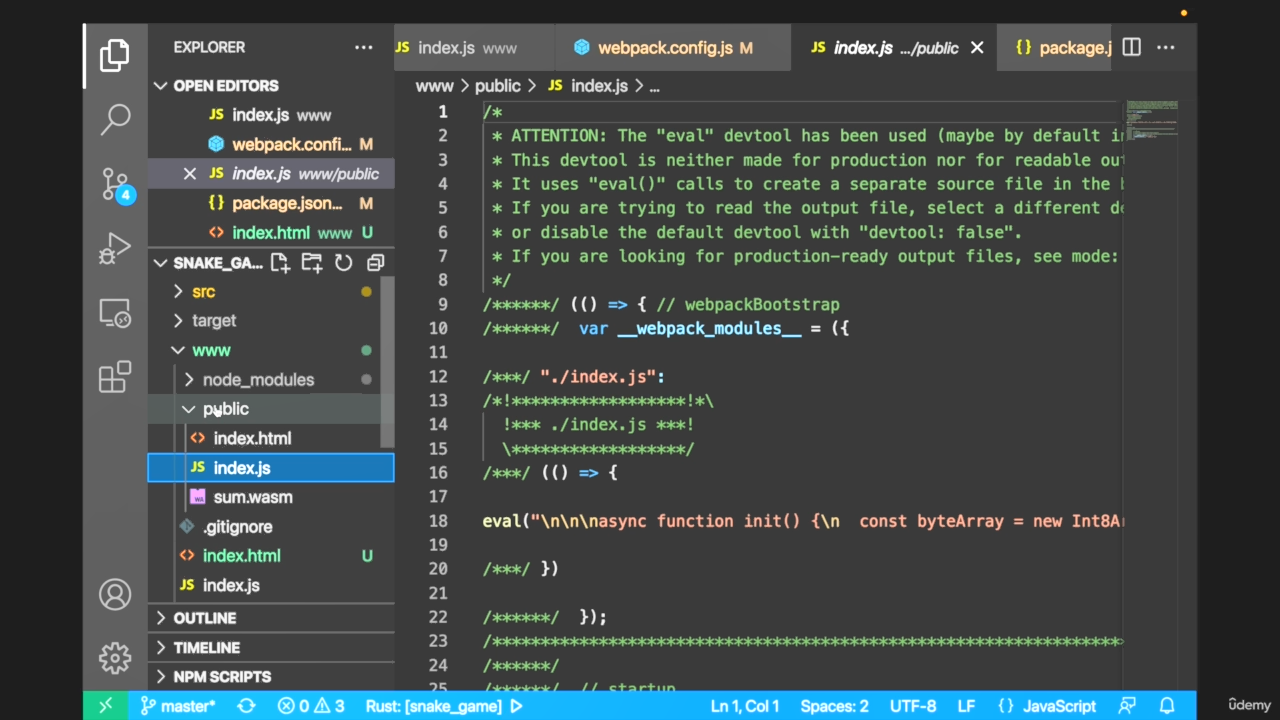 EXPLORER
OPEN EDITORS
JS index.js www
webpack.confi... M
JS index.js www/public
{} package.json... M
<> index.html www U
SNAKE_GA...
src
target
www
node_modules
public
<> index.html
JS index.js
WA sum.wasm
.gitignore
<> index.html U
JS index.js
OUTLINE
TIMELINE
NPM SCRIPTS
4
JS index.js www
webpack.config.js M
JS index.js .../public
{} package.j
www > public > JS index.js > ...
1 /*
2 * ATTENTION: The "eval" devtool has been used (maybe by default in
3 * This devtool is neither made for production nor for readable ou
4 * It uses "eval()" calls to create a separate source file in the b
5 * If you are trying to read the output file, select a different de
6 * or disable the default devtool with "devtool: false".
7 * If you are looking for production-ready output files, see mode:
8 */
9 /******/ (() => { // webpackBootstrap
10 /******/ var __webpack_modules__ = ({
11
12 /***/ "./index.js":
13 /*!******************!*\
14 !*** ./index.js ***!
15 \******************/
16 /***/ (() => {
17
18 eval("\n\n\nasync function init() {\n const byteArray = new Int8Ar
19
20 /***/ })
21
22 /******/ });
23 /************************************************************************
24 /******/
25 /******/ // startup
master* 0 3 Rust: [snake_game] Ln 1, Col 1 Spaces: 2 UTF-8 LF {} JavaScript
ûdemy